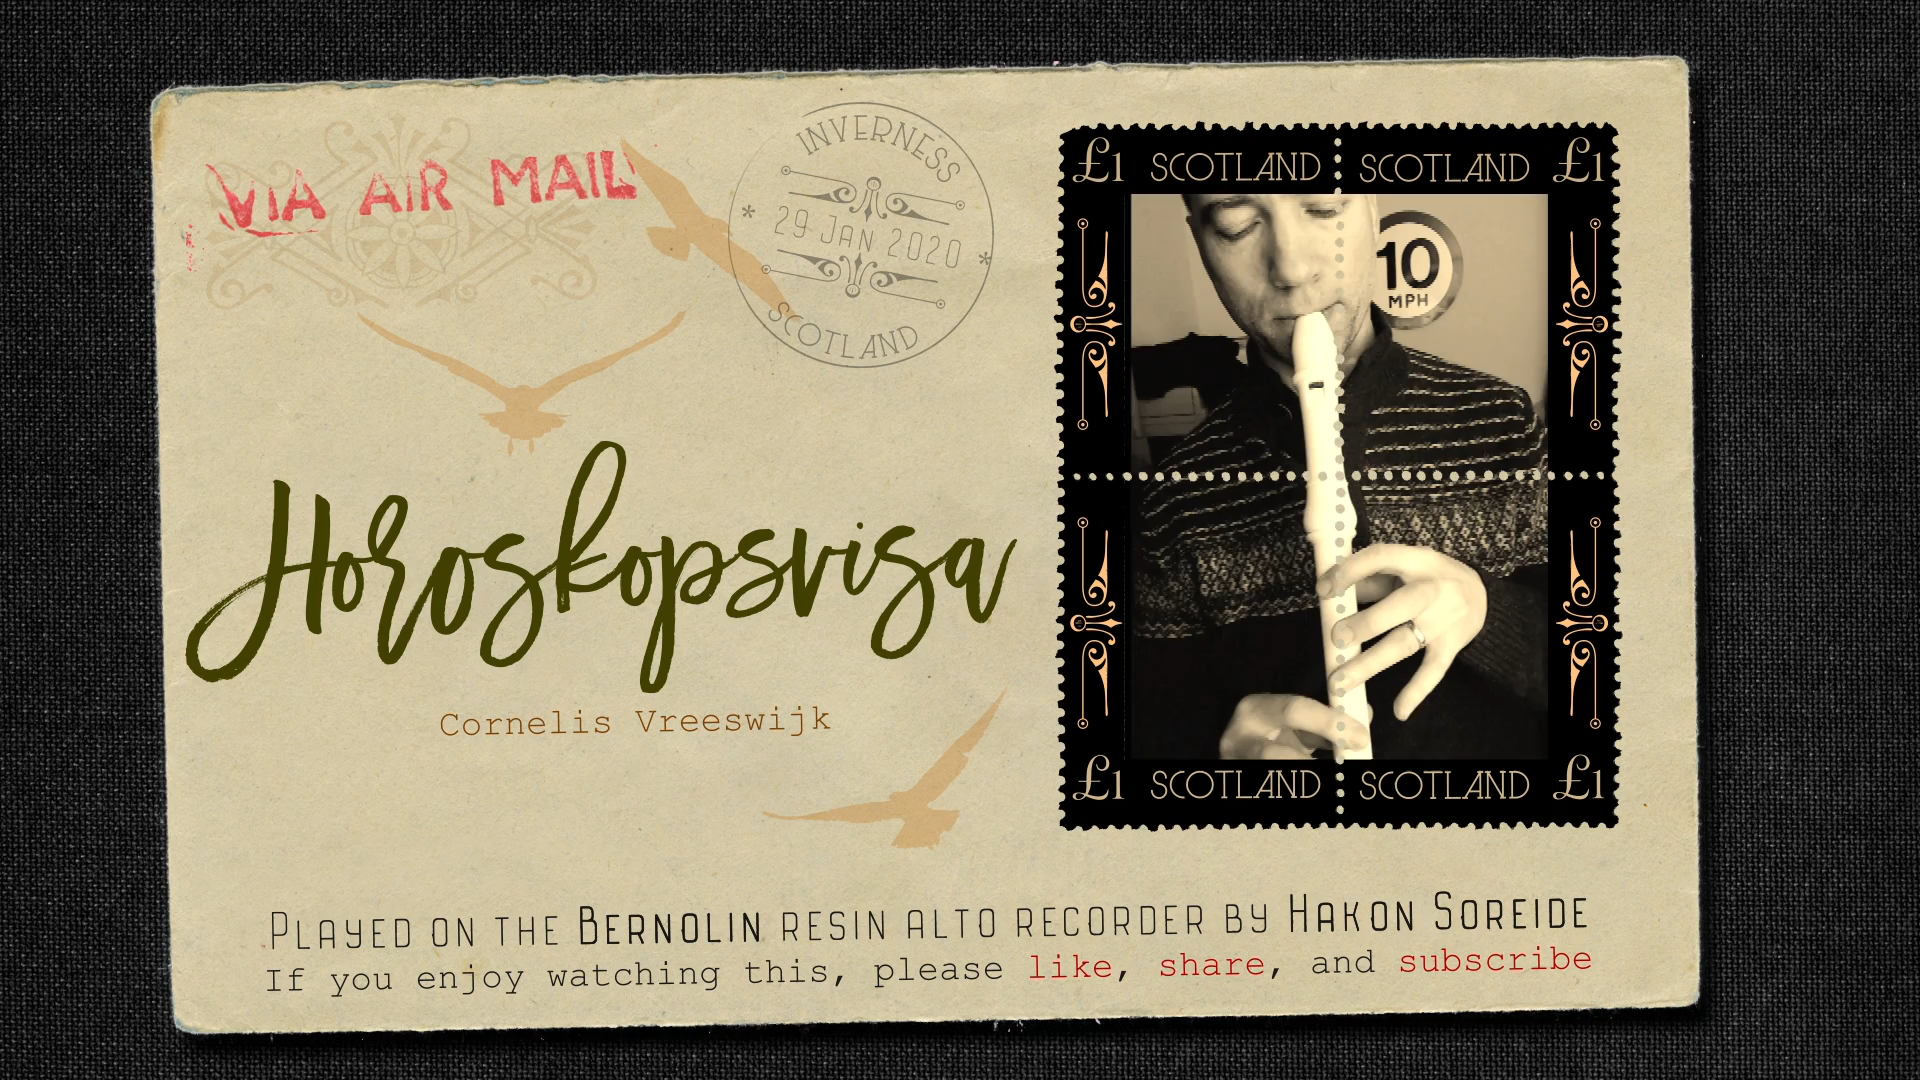 VIA AIR MAIL
INVERNESS
* 29 JAN 2020 *
SCOTLAND
£1 SCOTLAND SCOTLAND £1
10
MPH
Horoskopsvisa
Cornelis Vreeswijk
£1 SCOTLAND SCOTLAND £1
PLAYED ON THE BERNOLIN RESIN ALTO RECORDER BY HAKON SOREIDE
If you enjoy watching this, please like, share, and subscribe